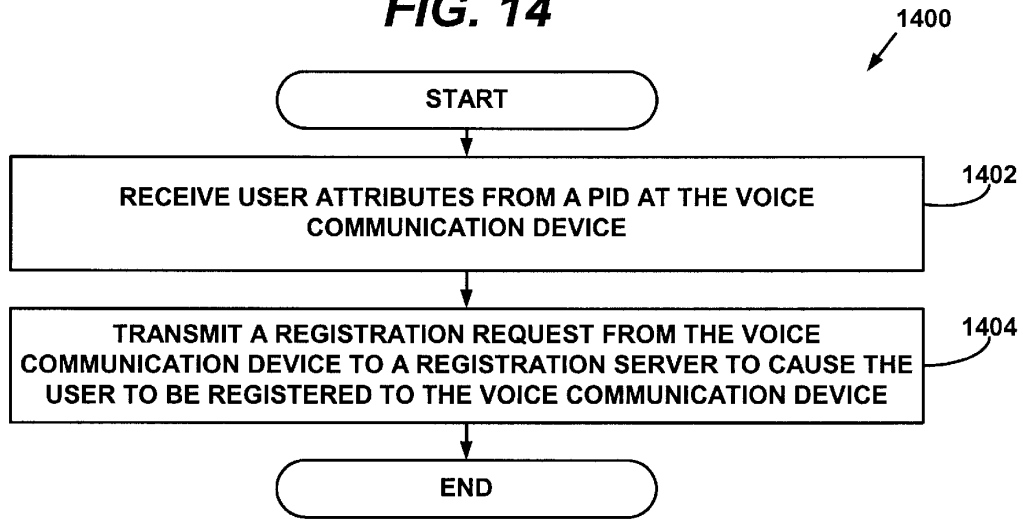 FIG. 14
1400
START
RECEIVE USER ATTRIBUTES FROM A PID AT THE VOICE
COMMUNICATION DEVICE
1402
TRANSMIT A REGISTRATION REQUEST FROM THE VOICE
COMMUNICATION DEVICE TO A REGISTRATION SERVER TO CAUSE THE
USER TO BE REGISTERED TO THE VOICE COMMUNICATION DEVICE
1404
END